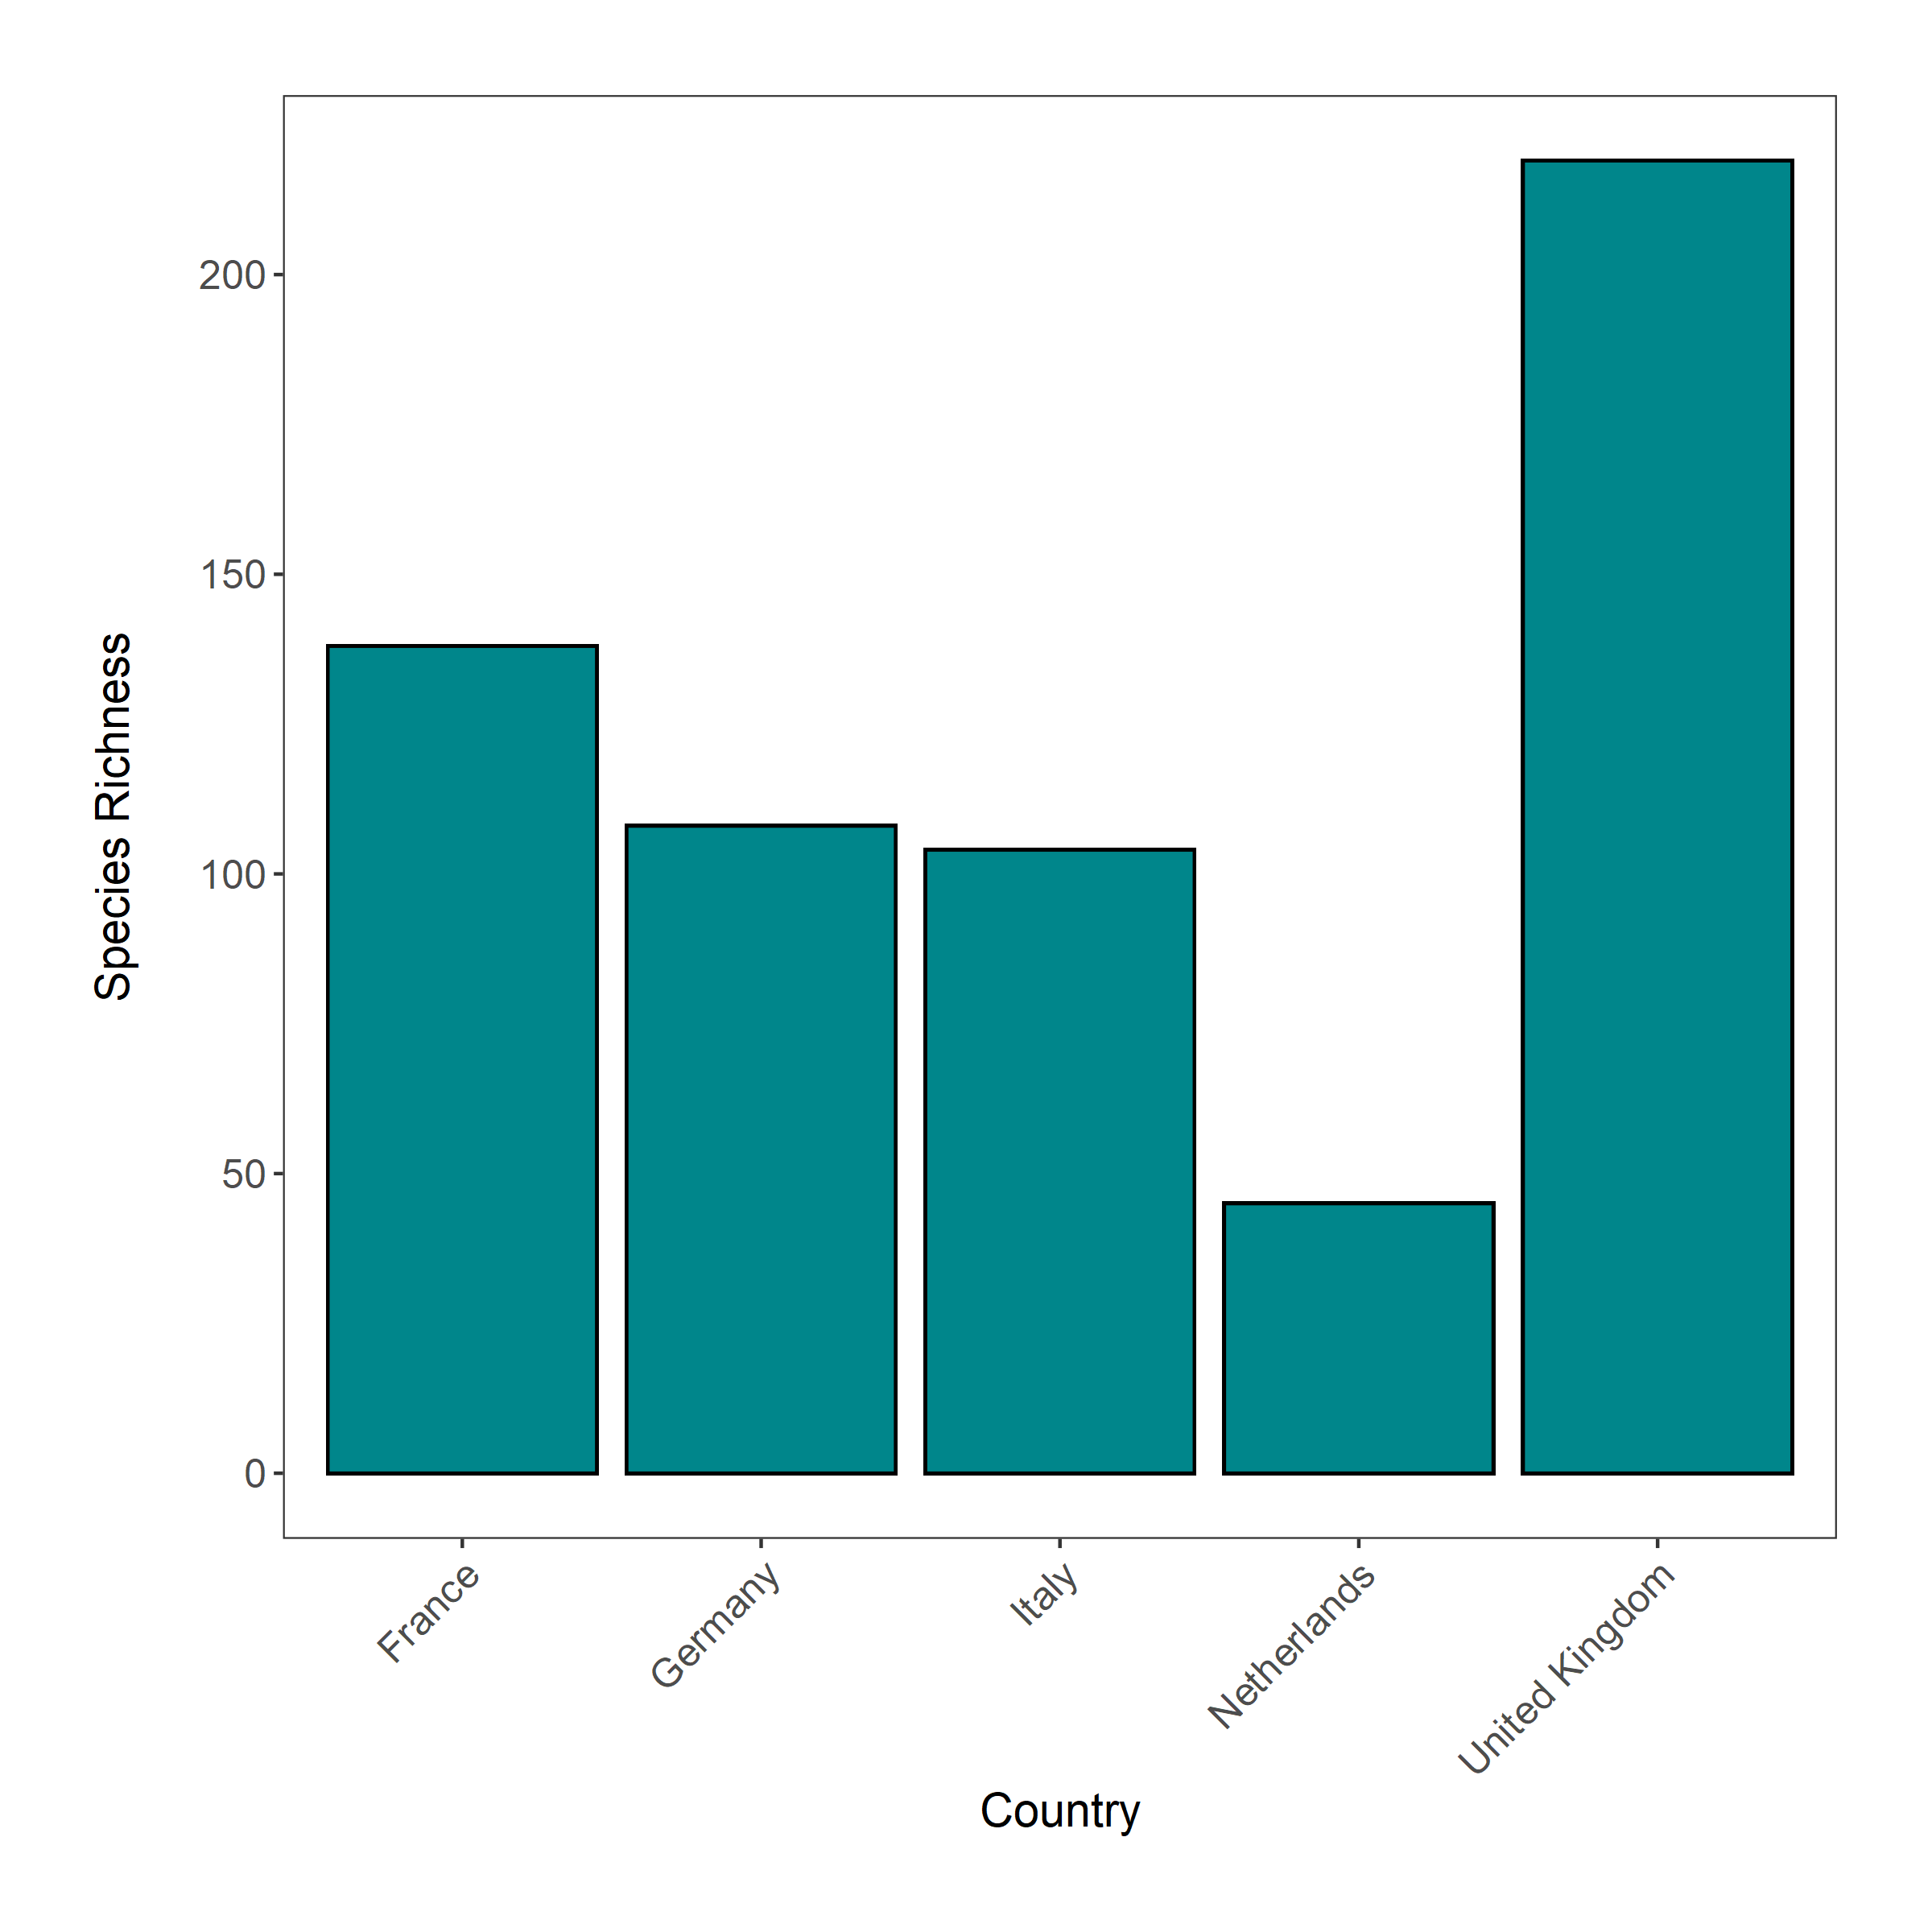 Species Richness
200
150
100
50
0
France
Germany
Italy
Netherlands
United Kingdom
Country